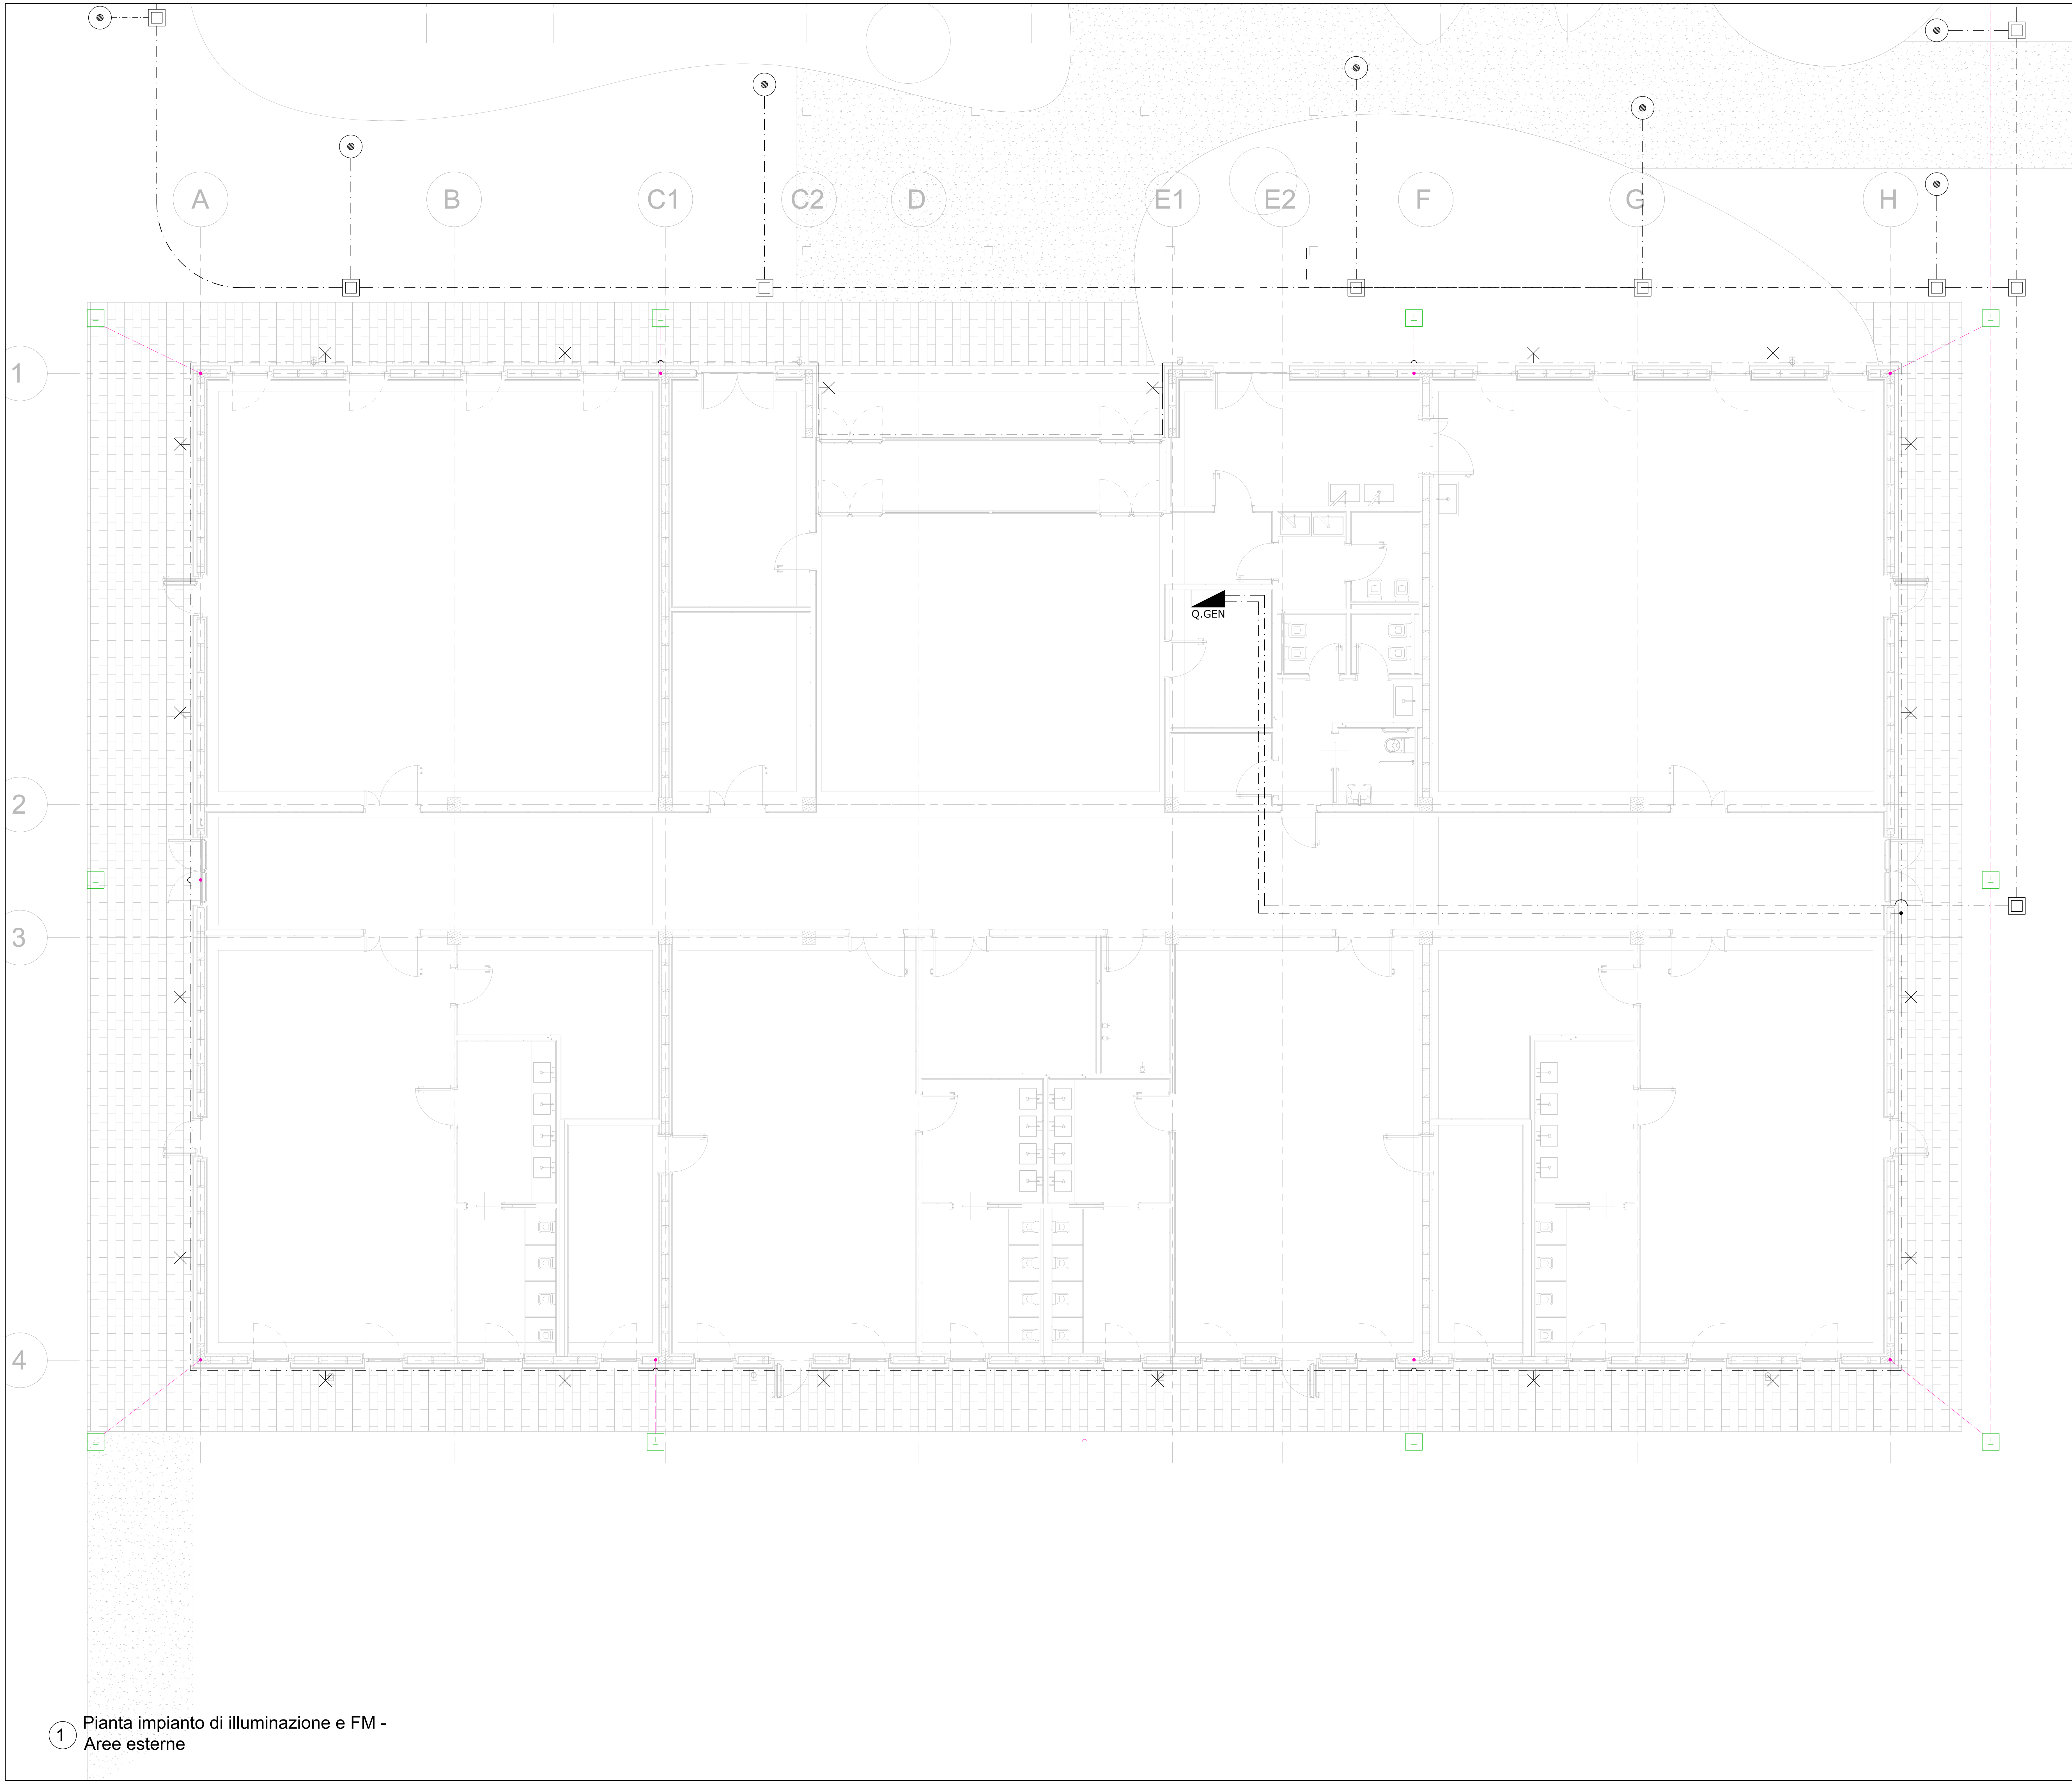 A B C1 C2 D E1 E2 F G H
1
Q.GEN
2
3
4
1 Pianta impianto di illuminazione e FM -
Aree esterne